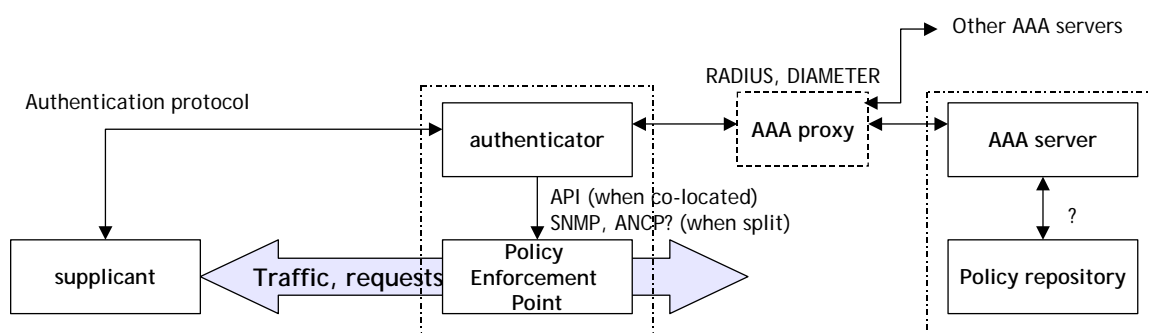 Other AAA servers
RADIUS, DIAMETER
Authentication protocol
authenticator
AAA proxy
AAA server
API (when co-located)
SNMP, ANCP? (when split)
?
supplicant
Traffic, requests
Policy
Enforcement
Point
Policy repository